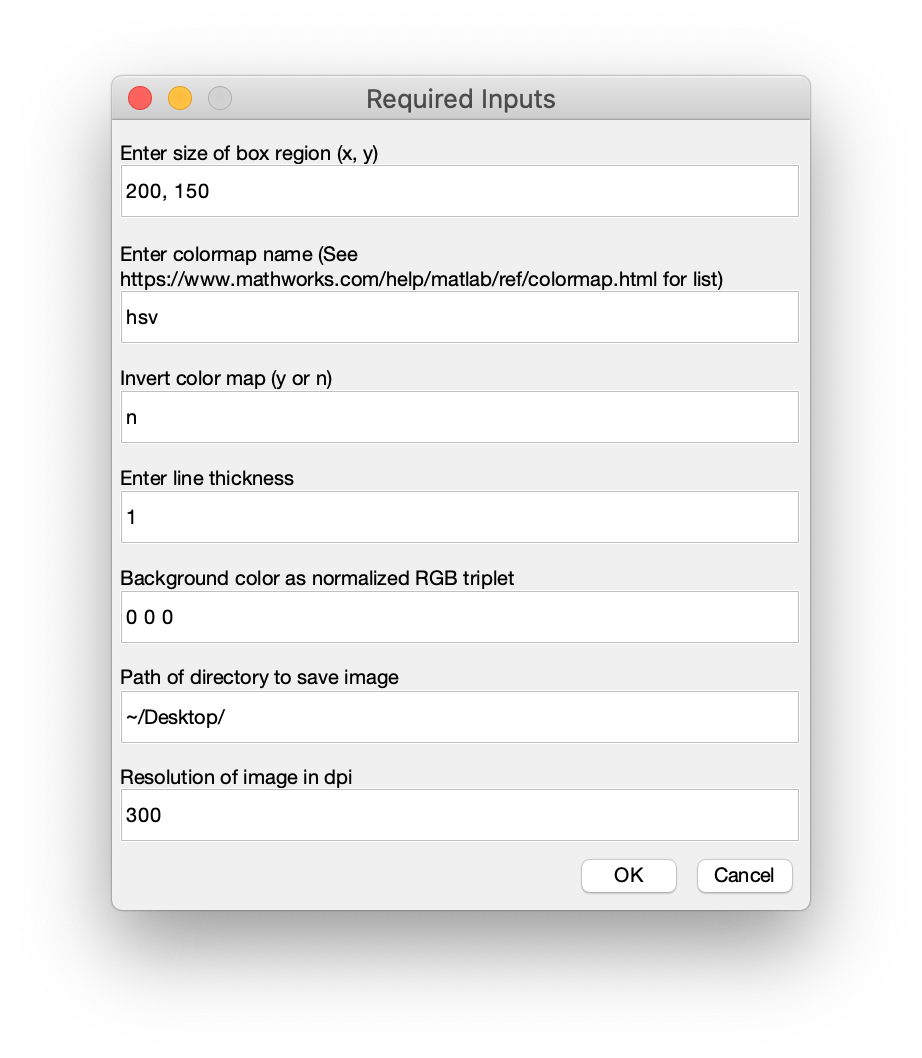 Required Inputs
Enter size of box region (x, y)
200, 150
Enter colormap name (See
https://www.mathworks.com/help/matlab/ref/colormap.html for list)
hsv
Invert color map (y or n)
n
Enter line thickness
1
Background color as normalized RGB triplet
0 0 0
Path of directory to save image
~/Desktop/
Resolution of image in dpi
300
OK Cancel